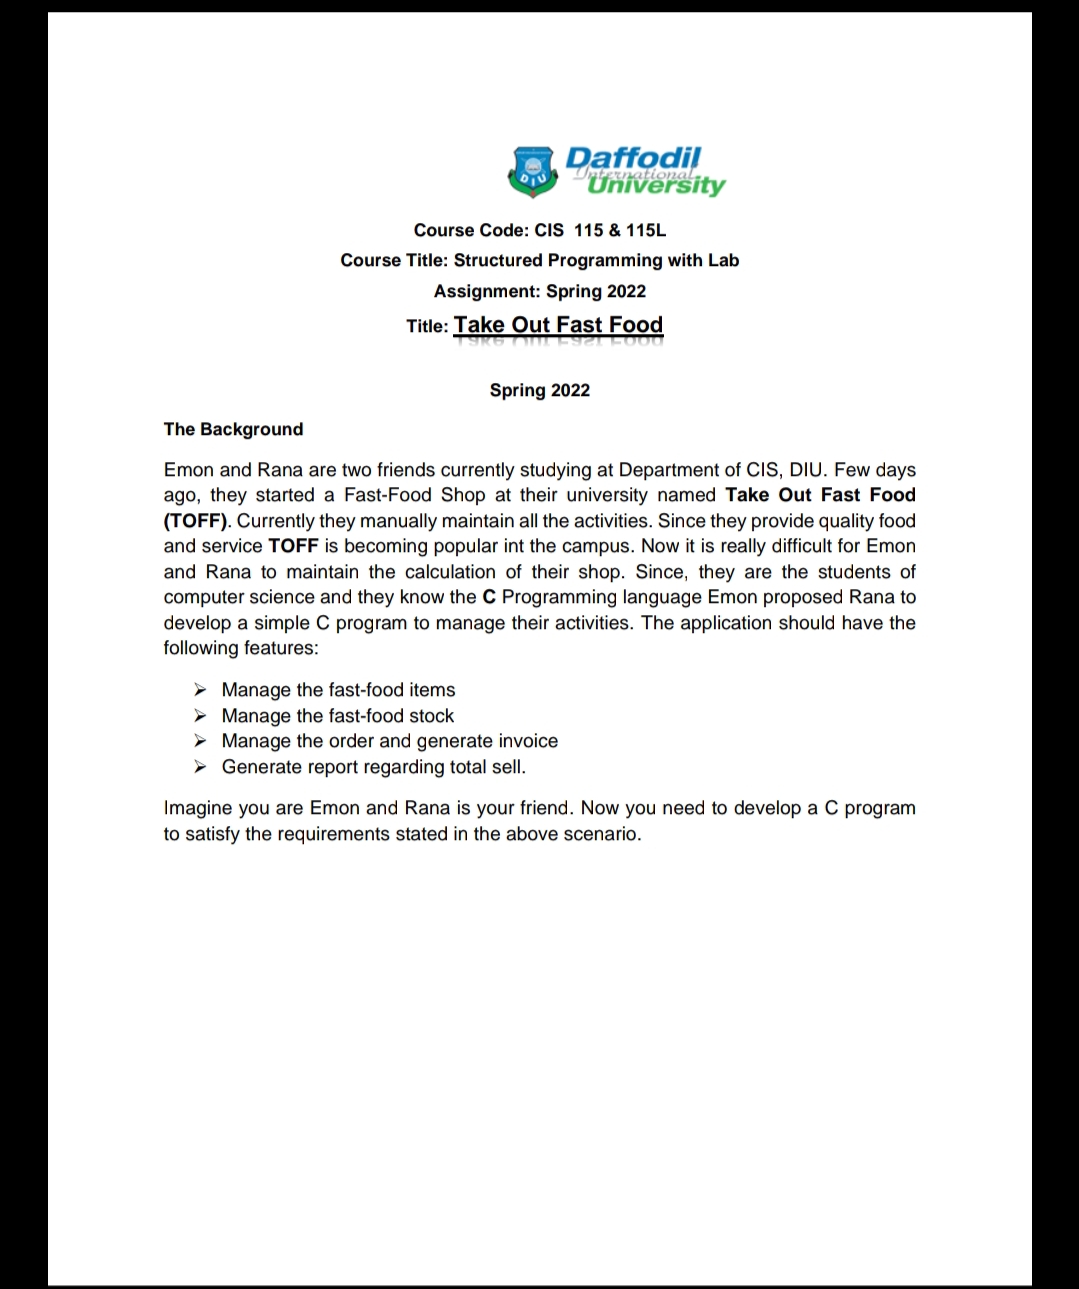 Daffodil
International
University
DIU
Course Code: CIS 115 & 115L
Course Title: Structured Programming with Lab
Assignment: Spring 2022
Title: Take Out Fast Food
Spring 2022
The Background
Emon and Rana are two friends currently studying at Department of CIS, DIU. Few days
ago, they started a Fast-Food Shop at their university named Take Out Fast Food
(TOFF). Currently they manually maintain all the activities. Since they provide quality food
and service TOFF is becoming popular int the campus. Now it is really difficult for Emon
and Rana to maintain the calculation of their shop. Since, they are the students of
computer science and they know the C Programming language Emon proposed Rana to
develop a simple C program to manage their activities. The application should have the
following features:
➢ Manage the fast-food items
➢ Manage the fast-food stock
➢ Manage the order and generate invoice
➢ Generate report regarding total sell.
Imagine you are Emon and Rana is your friend. Now you need to develop a C program
to satisfy the requirements stated in the above scenario.